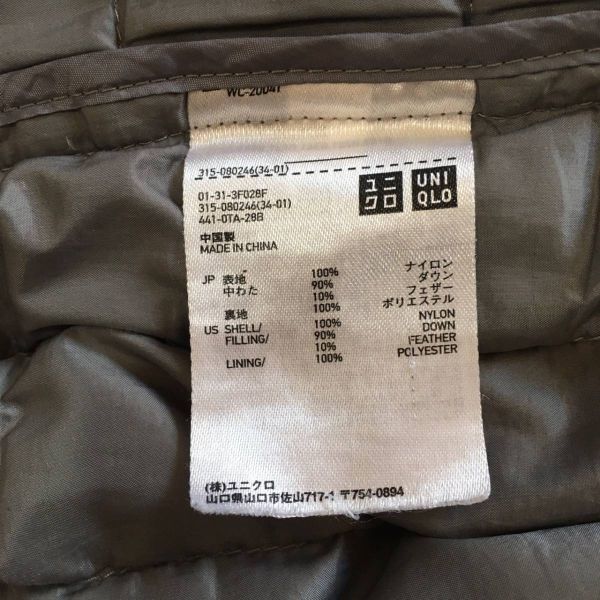 WC-20041
315-080246(34-01)
ユニ
クロ
UNI
QLO
01-31-3F028F
315-080246(34-01)
441-0TA-28B
中国製
MADE IN CHINA
JP 表地 100% ナイロン
中わた 90% ダウン
10% フェザー
裏地 100% ポリエステル
US SHELL/ 100% NYLON
FILLING/ 90% DOWN
10% FEATHER
LINING/ 100% POLYESTER
(株)ユニクロ
山口県山口市佐山717-1 〒754-0894